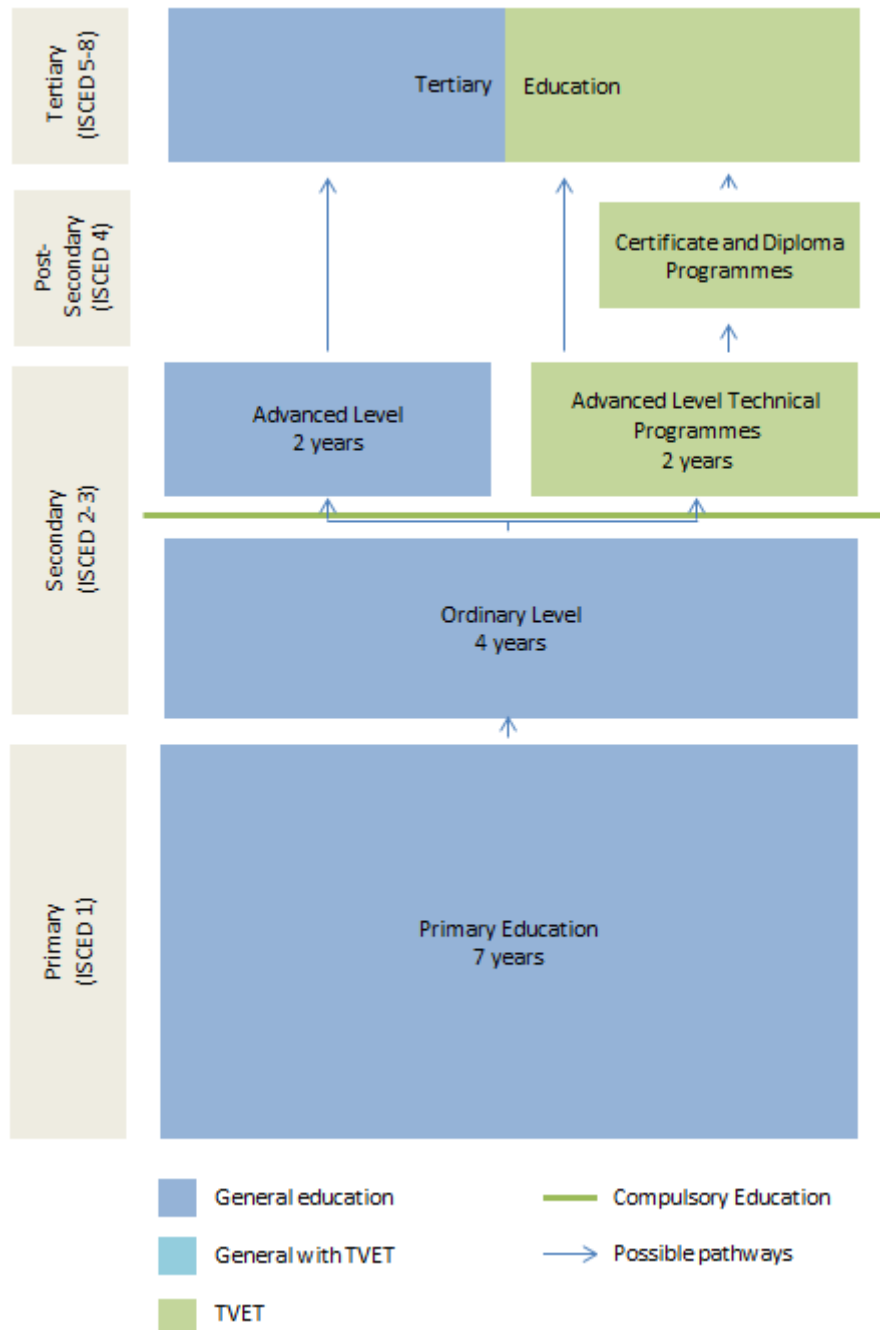 Tertiary
(ISCED 5-8)
Tertiary Education
Post-
Secondary
(ISCED 4)
Certificate and Diploma
Programmes
Secondary
(ISCED 2-3)
Advanced Level
2 years
Advanced Level Technical
Programmes
2 years
Ordinary Level
4 years
Primary
(ISCED 1)
Primary Education
7 years
General education
Compulsory Education
General with TVET
Possible pathways
TVET